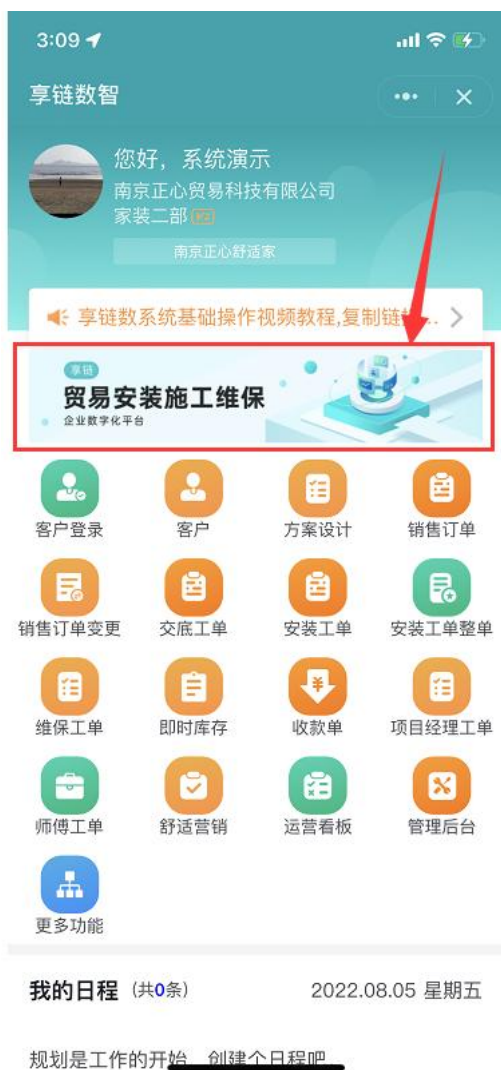 3:09
享链数智
您好，系统演示
南京正心贸易科技有限公司
家装二部
南京正心舒适家
享链数系统基础操作视频教程,复制链
享链
贸易安装施工维保
企业数字化平台
客户登录 客户 方案设计 销售订单
销售订单变更 交底工单 安装工单 安装工单整单
维保工单 即时库存 收款单 项目经理工单
师傅工单 舒适营销 运营看板 管理后台
更多功能
我的日程 (共0条) 2022.08.05 星期五
规划是工作的开始 创建个日程吧